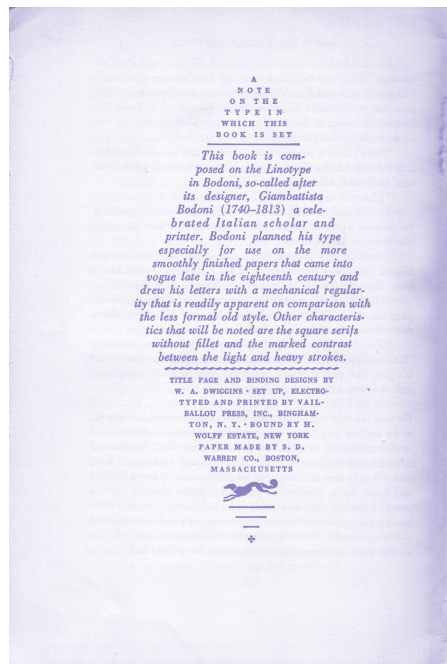 A
NOTE
ON THE
TYPE IN
WHICH THIS
BOOK IS SET
This book is com-
posed on the Linotype
in Bodoni, so-called after
its designer, Giambattista
Bodoni (1740–1813) a cele-
brated Italian scholar and
printer. Bodoni planned his type
especially for use on the more
smoothly finished papers that came into
vogue late in the eighteenth century and
drew his letters with a mechanical regular-
ity that is readily apparent on comparison with
the less formal old style. Other characteris-
tics that will be noted are the square serifs
without fillet and the marked contrast
between the light and heavy strokes.
TITLE PAGE AND BINDING DESIGNS BY
W. A. DWIGGINS · SET UP, ELECTRO-
TYPED AND PRINTED BY VAIL-
BALLOU PRESS, INC., BINGHAM-
TON, N. Y. · BOUND BY H.
WOLFF ESTATE, NEW YORK
PAPER MADE BY S. D.
WARREN CO., BOSTON,
MASSACHUSETTS